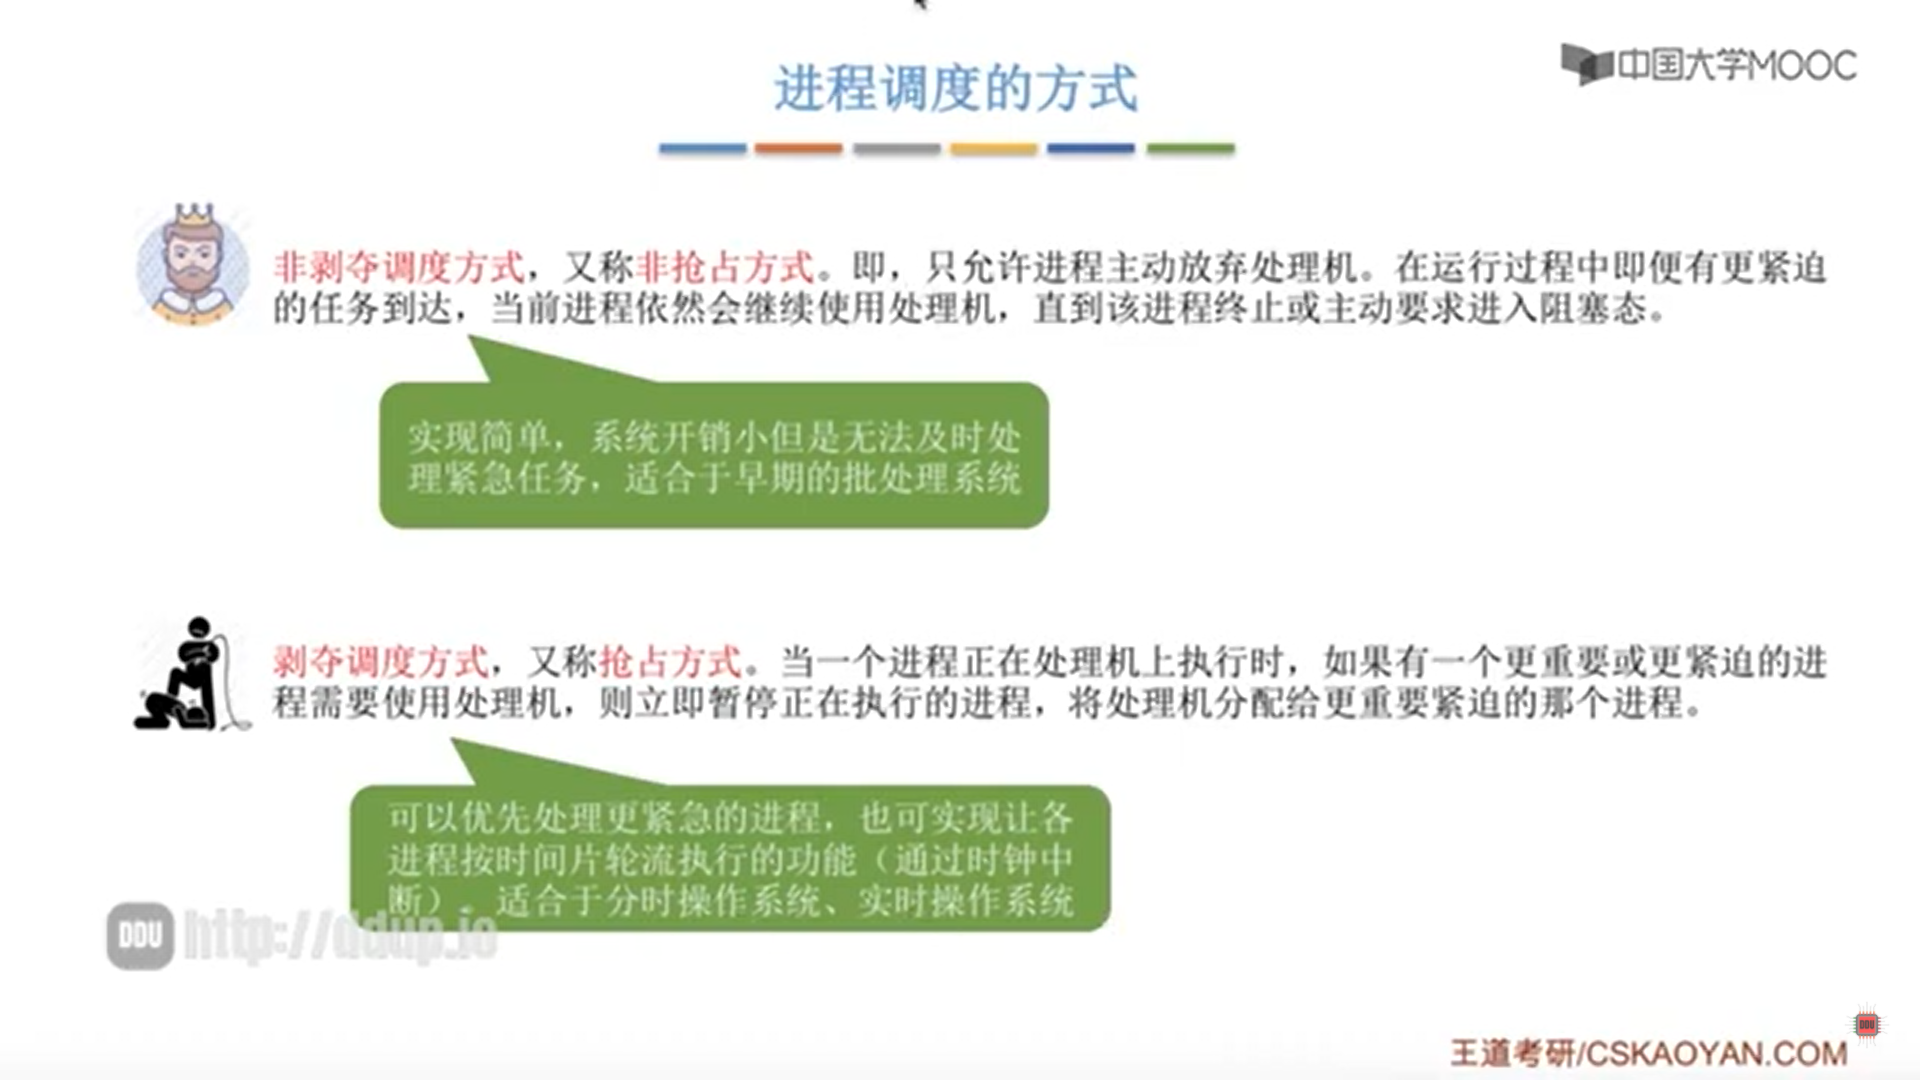 中国大学MOOC
进程调度的方式
非剥夺调度方式，又称非抢占方式。即，只允许进程主动放弃处理机。在运行过程中即便有更紧迫
的任务到达，当前进程依然会继续使用处理机，直到该进程终止或主动要求进入阻塞态。
实现简单，系统开销小但是无法及时处
理紧急任务，适合于早期的批处理系统
剥夺调度方式，又称抢占方式。当一个进程正在处理机上执行时，如果有一个更重要或更紧迫的进
程需要使用处理机，则立即暂停正在执行的进程，将处理机分配给更重要紧迫的那个进程。
可以优先处理更紧急的进程，也可实现让各
进程按时间片轮流执行的功能（通过时钟中
断）。适合于分时操作系统、实时操作系统
DDU http://ddup.io
DDU
王道考研/CSKAOYAN.COM